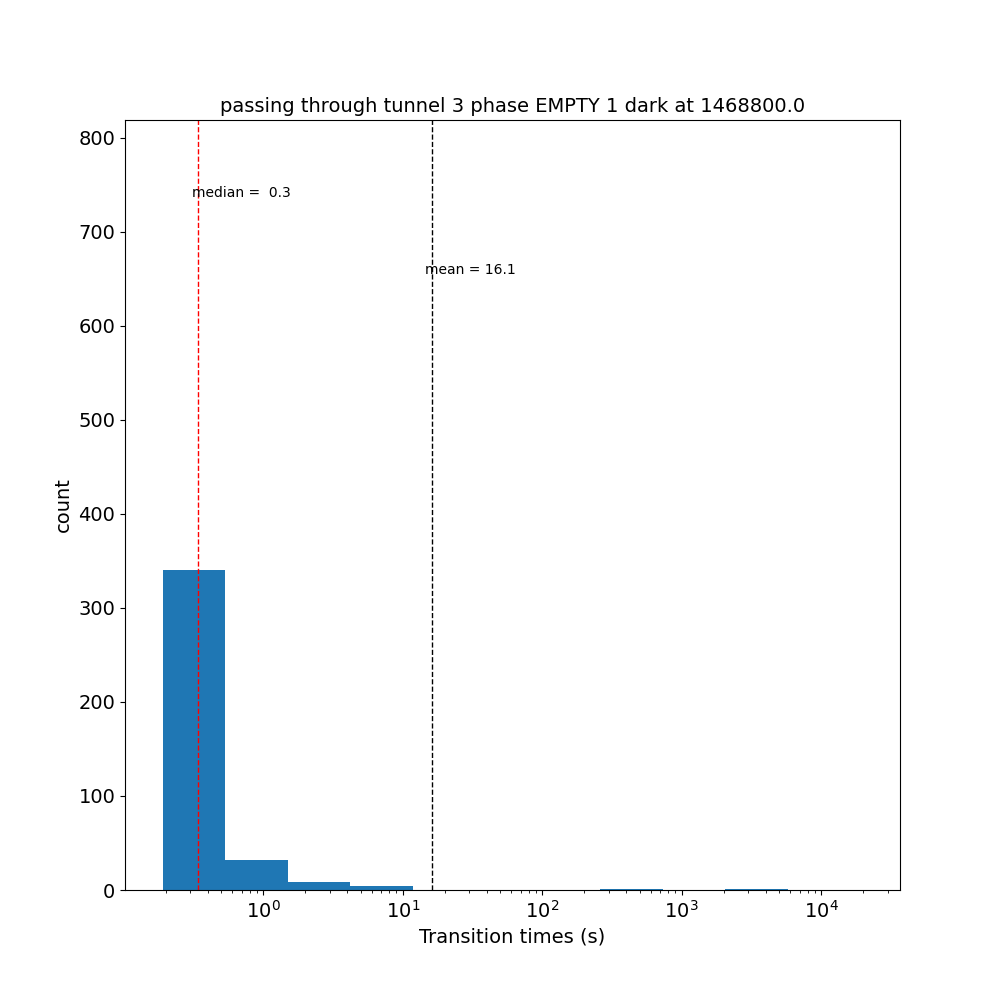 passing through tunnel 3 phase EMPTY 1 dark at 1468800.0
800
median =  0.3
700
mean = 16.1
600
500
count
400
300
200
100
0
10⁰ 10¹ 10² 10³ 10⁴
Transition times (s)